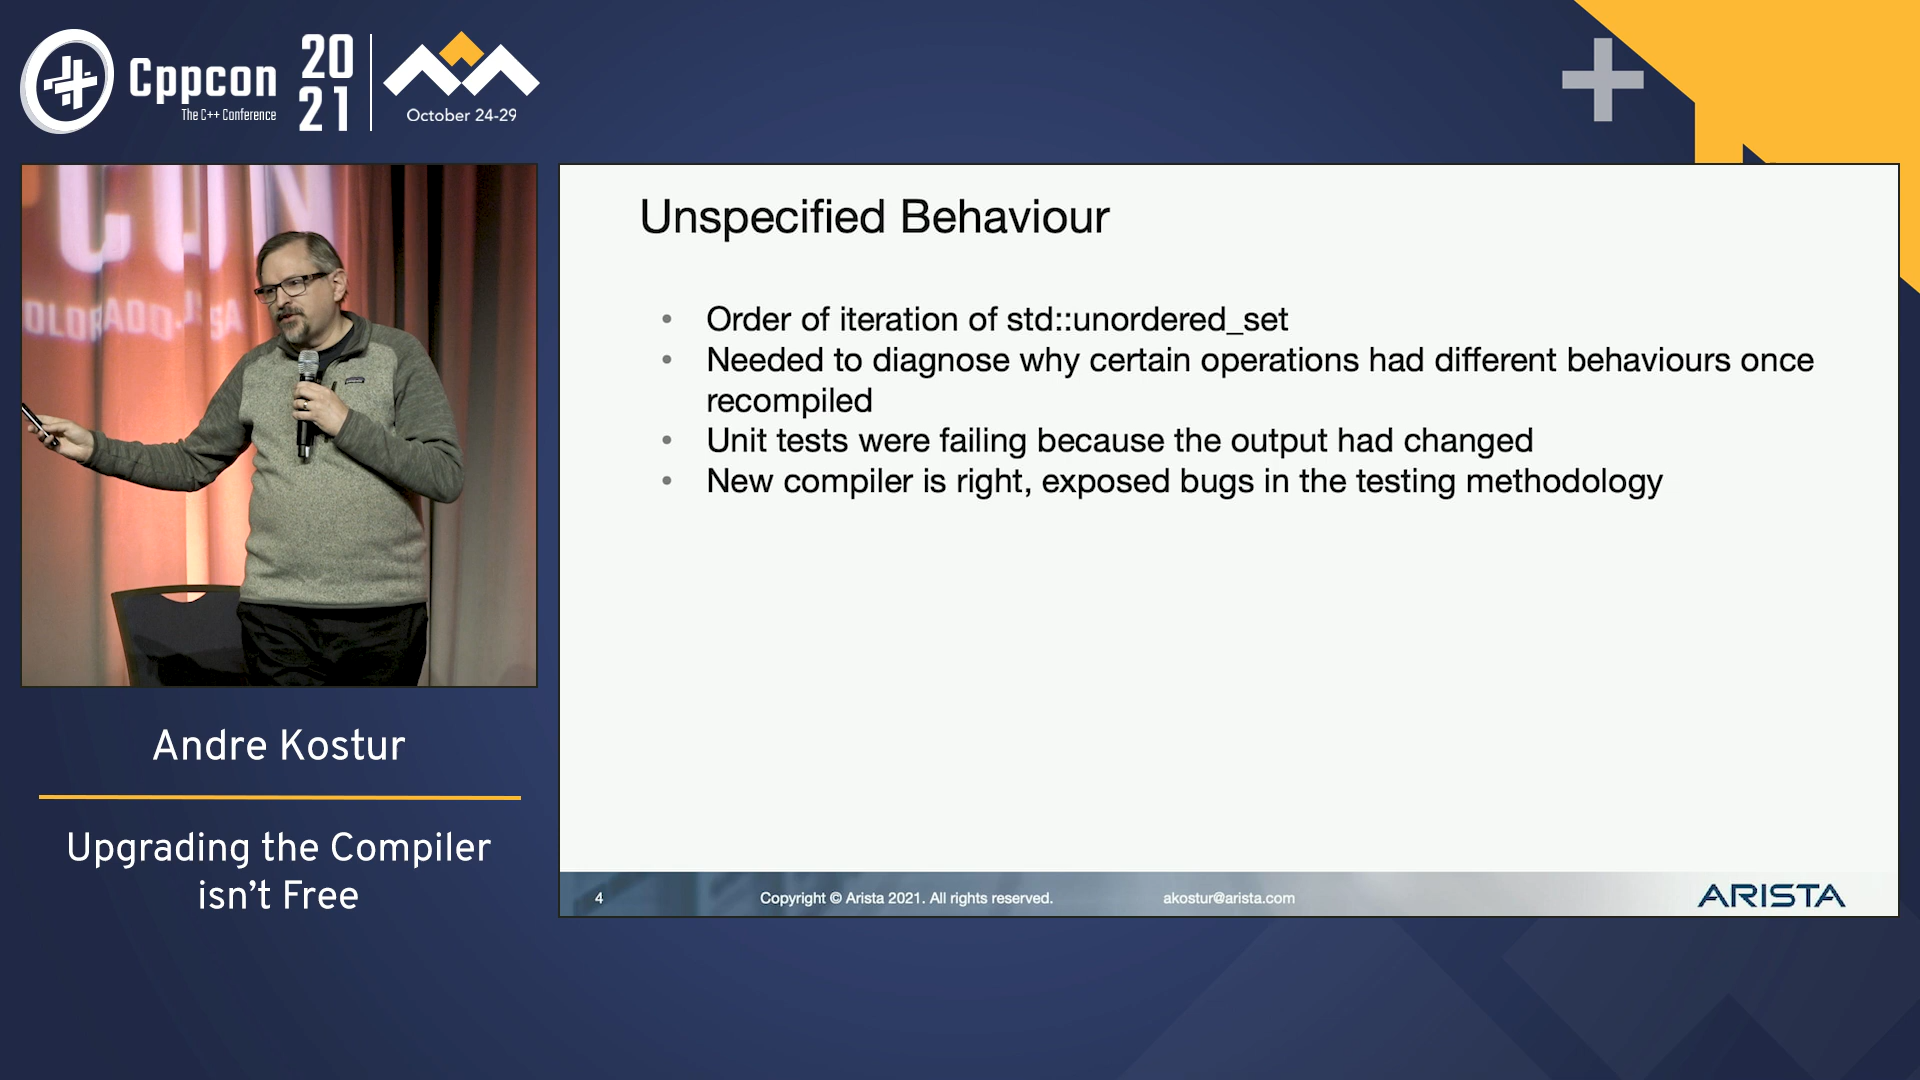 Cppcon
The C++ Conference
20
21
October 24-29
Unspecified Behaviour
• Order of iteration of std::unordered_set
• Needed to diagnose why certain operations had different behaviours once
recompiled
• Unit tests were failing because the output had changed
• New compiler is right, exposed bugs in the testing methodology
Andre Kostur
Upgrading the Compiler
isn't Free
4 Copyright © Arista 2021. All rights reserved. akostur@arista.com ARISTA